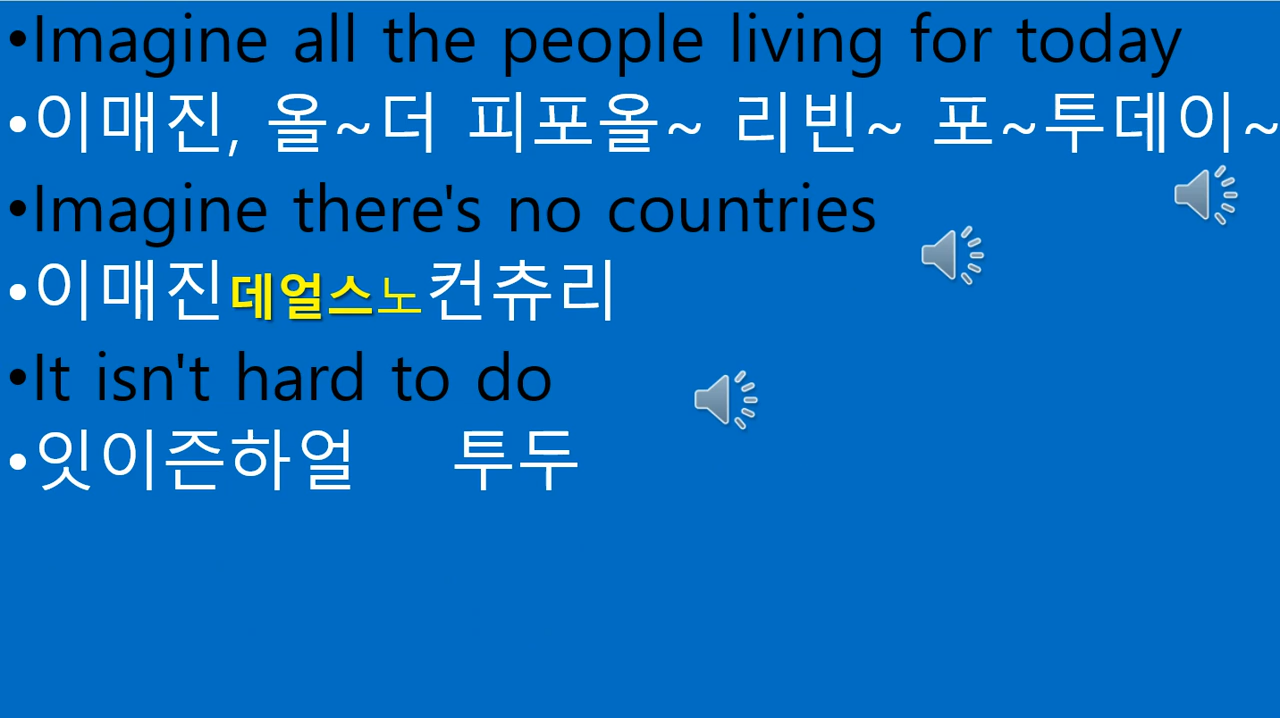 •Imagine all the people living for today
•이매진, 올~더 피포올~ 리빈~ 포~투데이~
•Imagine there's no countries
•이매진데얼스노컨츄리
•It isn't hard to do
•잇이즌하얼 투두